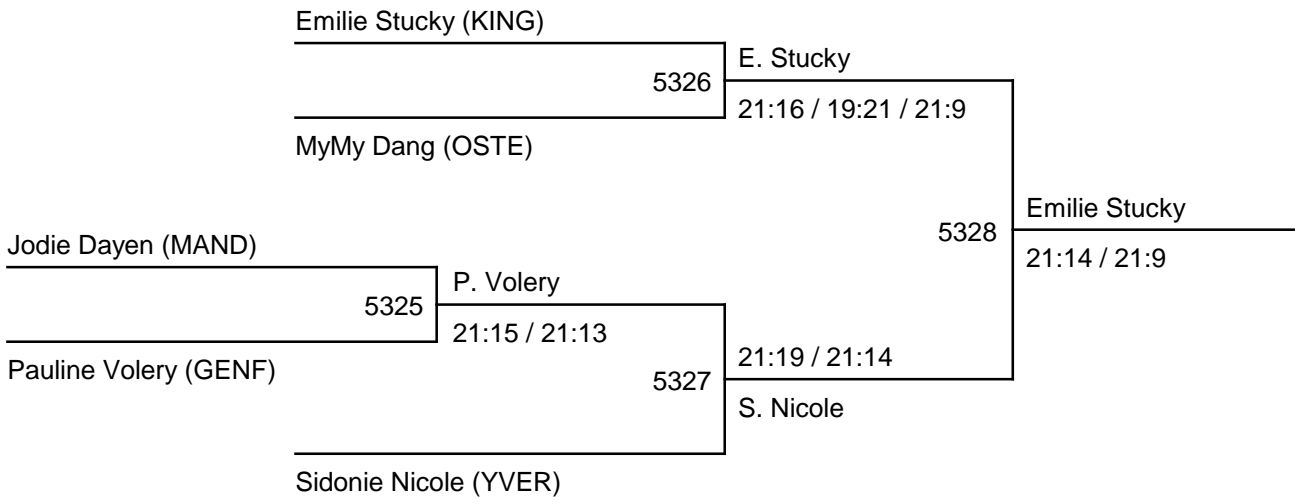 Emilie Stucky (KING)
E. Stucky
5326
21:16 / 19:21 / 21:9
MyMy Dang (OSTE)
Emilie Stucky
5328
21:14 / 21:9
Jodie Dayen (MAND)
P. Volery
5325
21:15 / 21:13
Pauline Volery (GENF)
21:19 / 21:14
5327
S. Nicole
Sidonie Nicole (YVER)